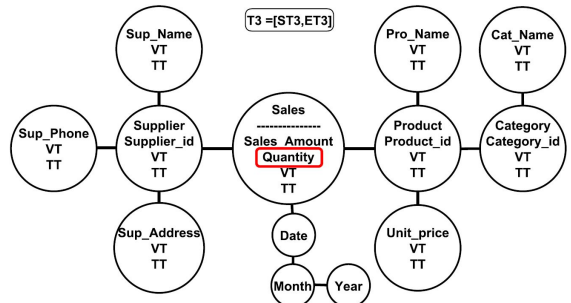 T3 =[ST3,ET3]
Sup_Name
VT
TT
Pro_Name
VT
TT
Cat_Name
VT
TT
Sup_Phone
VT
TT
Supplier
Supplier_id
VT
TT
Sales
---------------
Sales_Amount
Quantity
VT
TT
Product
Product_id
VT
TT
Category
Category_id
VT
TT
Sup_Address
VT
TT
Date
Unit_price
VT
TT
Month
Year